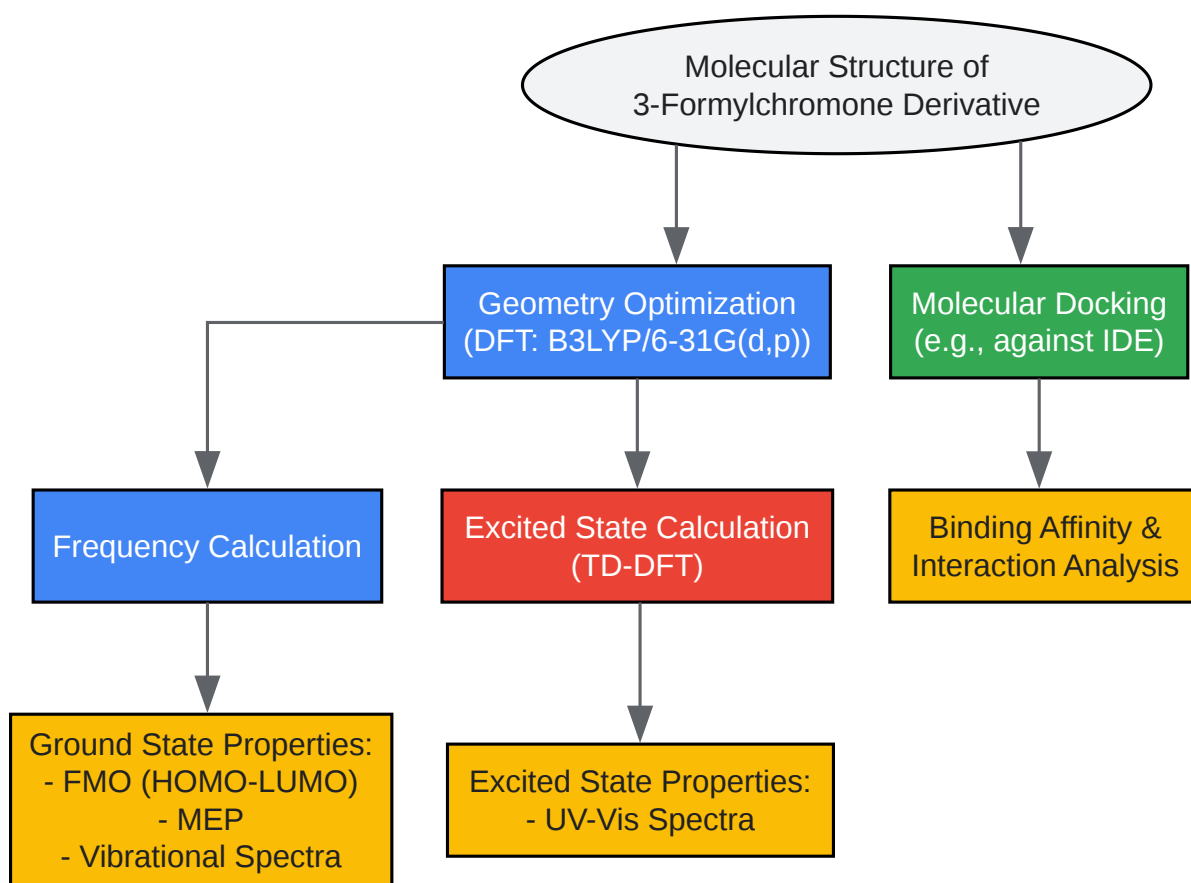 Molecular Structure of
3-Formylchromone Derivative
Geometry Optimization
(DFT: B3LYP/6-31G(d,p))
Molecular Docking
(e.g., against IDE)
Frequency Calculation
Excited State Calculation
(TD-DFT)
Binding Affinity &
Interaction Analysis
Ground State Properties:
- FMO (HOMO-LUMO)
- MEP
- Vibrational Spectra
Excited State Properties:
- UV-Vis Spectra